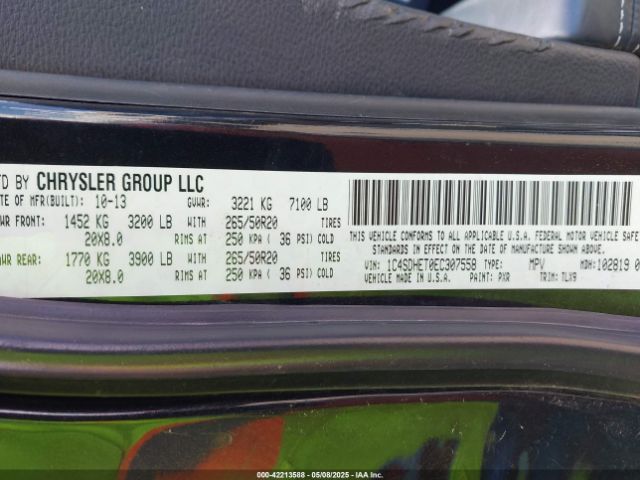 FD BY CHRYSLER GROUP LLC
TE OF MFR(BUILT): 10-13 GVWR: 3221 KG 7100 LB
WR FRONT: 1452 KG 3200 LB WITH 265/50R20 TIRES
20X8.0 RIMS AT 250 KPA ( 36 PSI) COLD
WR REAR: 1770 KG 3900 LB WITH 265/50R20 TIRES
20X8.0 RIMS AT 250 KPA ( 36 PSI) COLD
THIS VEHICLE CONFORMS TO ALL APPLICABLE U.S.A. FEDERAL MOTOR VEHICLE SAFE
STANDARDS IN EFFECT ON THE DATE OF MANUFACTURE SHOWN ABOVE.
VIN: 1C4SDHET0EC307558 TYPE: MPV MDH: 102819 0
VEHICLE MADE IN U.S.A. PAINT: PXR TRIM: TLX9
000-42213588 - 05/08/2025 - IAAI.COM